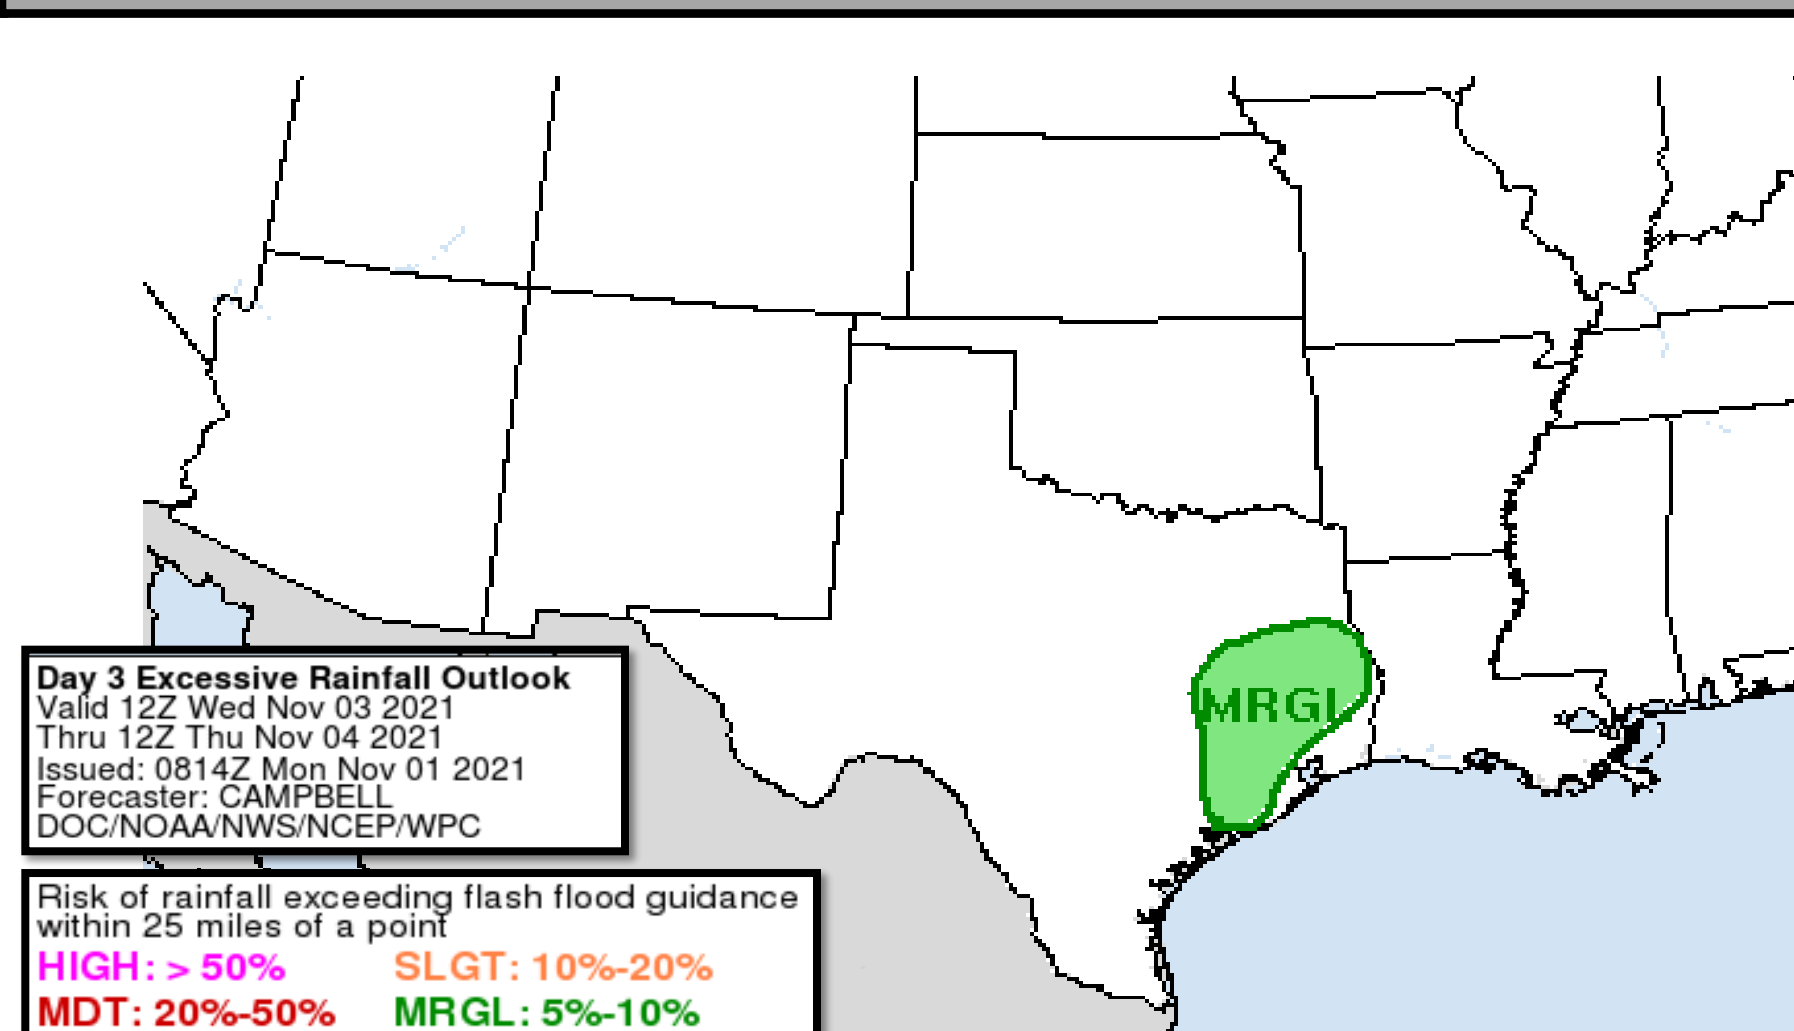 MRGL
Day 3 Excessive Rainfall Outlook
Valid 12Z Wed Nov 03 2021
Thru 12Z Thu Nov 04 2021
Issued: 0814Z Mon Nov 01 2021
Forecaster: CAMPBELL
DOC/NOAA/NWS/NCEP/WPC
Risk of rainfall exceeding flash flood guidance
within 25 miles of a point
HIGH: > 50% SLGT: 10%-20%
MDT: 20%-50% MRGL: 5%-10%